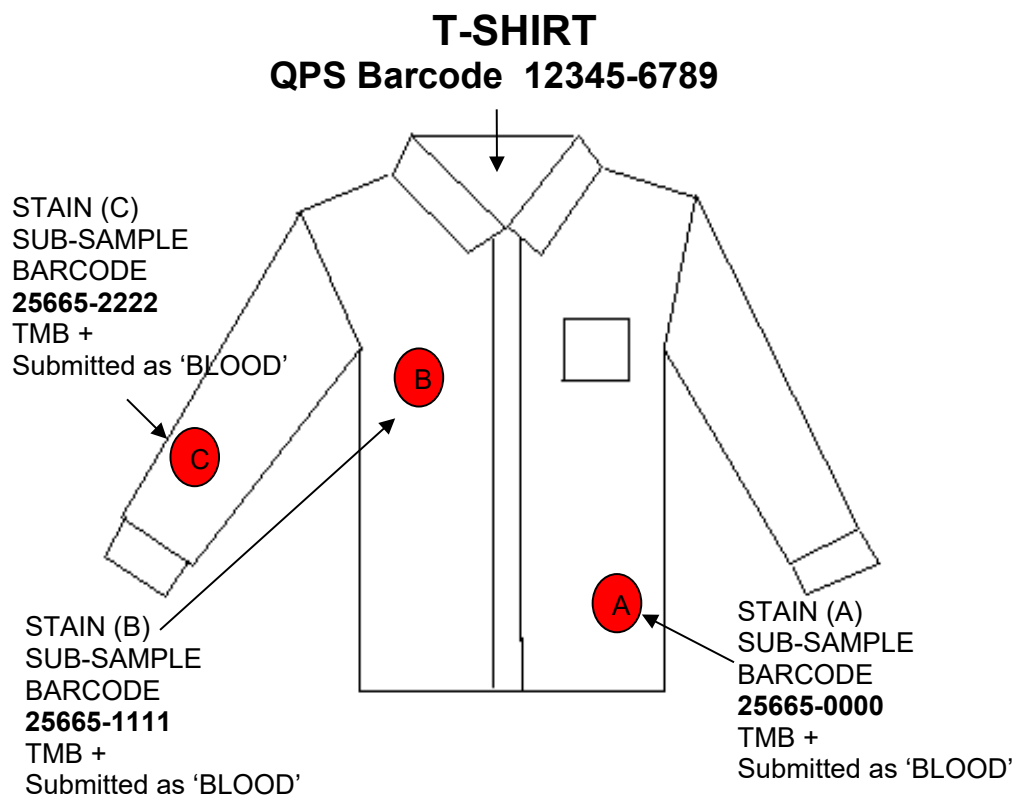 T-SHIRT
QPS Barcode 12345-6789
STAIN (C)
SUB-SAMPLE
BARCODE
25665-2222
TMB +
Submitted as ‘BLOOD’
B
C
A
STAIN (B)
SUB-SAMPLE
BARCODE
25665-1111
TMB +
Submitted as ‘BLOOD’
STAIN (A)
SUB-SAMPLE
BARCODE
25665-0000
TMB +
Submitted as ‘BLOOD’